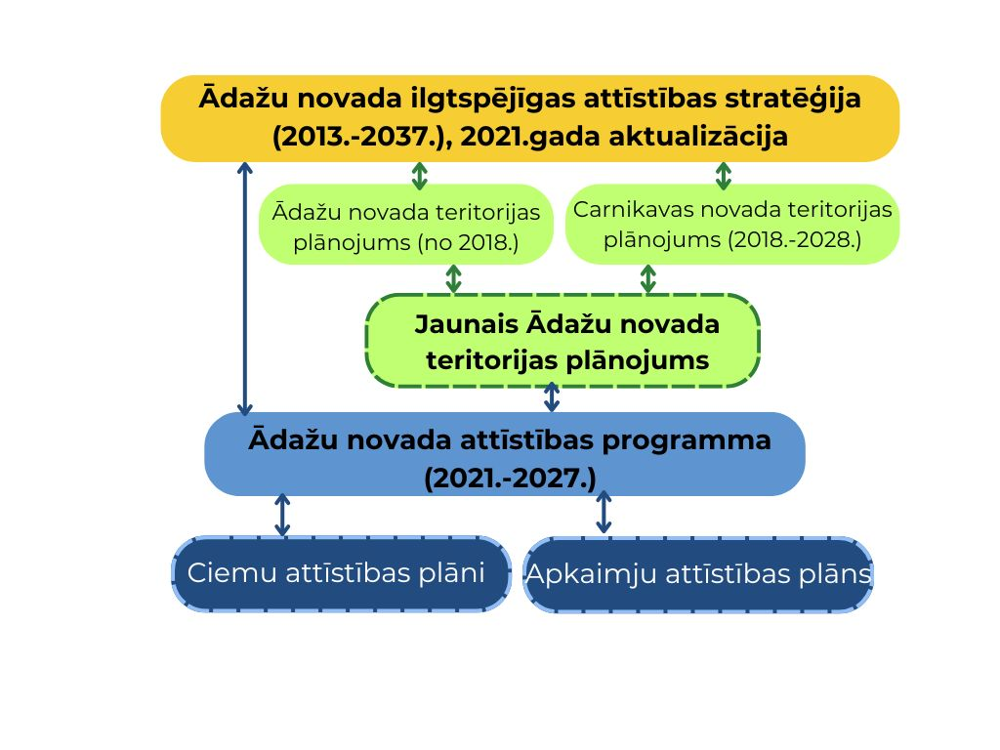 Ādažu novada ilgtspējīgas attīstības stratēģija
(2013.-2037.), 2021.gada aktualizācija
Ādažu novada teritorijas
plānojums (no 2018.)
Carnikavas novada teritorijas
plānojums (2018.-2028.)
Jaunais Ādažu novada
teritorijas plānojums
Ādažu novada attīstības programma
(2021.-2027.)
Ciemu attīstības plāni
Apkaimju attīstības plāns